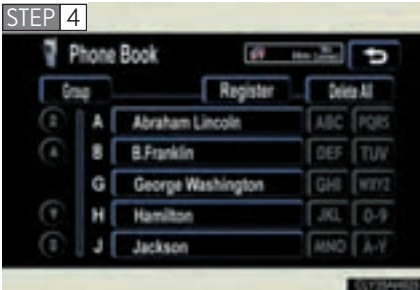 STEP 4
Phone Book
Group Register Delete All
A Abraham Lincoln ABC PQRS
B B.Franklin DEF TUV
G George Washington GHI WXYZ
H Hamilton JKL 0-9
J Jackson MNO